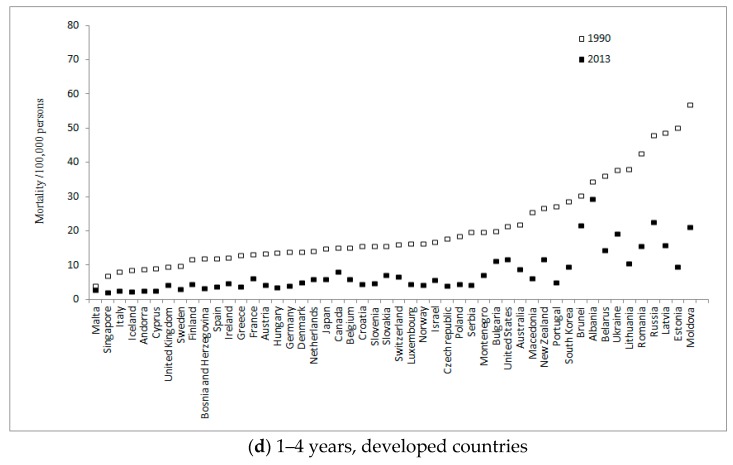 80
70
60
50
40
30
20
10
0
Mortality /100,000 persons
1990
2013
Malta
Singapore
Italy
Iceland
Andorra
Cyprus
United Kingdom
Sweden
Finland
Bosnia and Herzegovina
Spain
Ireland
Greece
France
Austria
Hungary
Germany
Denmark
Netherlands
Japan
Canada
Belgium
Croatia
Slovenia
Slovakia
Switzerland
Luxembourg
Norway
Israel
Czech republic
Poland
Serbia
Montenegro
Bulgaria
United States
Australia
Macedonia
New Zealand
Portugal
South Korea
Brunei
Albania
Belarus
Ukraine
Lithuania
Romania
Russia
Latvia
Estonia
Moldova
(d) 1–4 years, developed countries